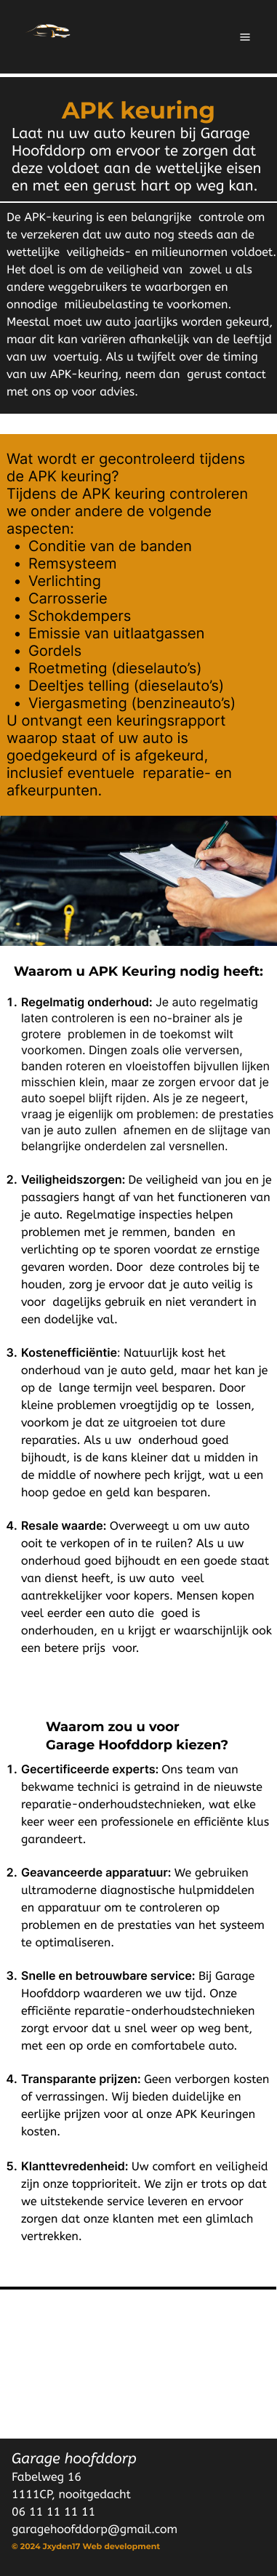 APK keuring
Laat nu uw auto keuren bij Garage
Hoofddorp om ervoor te zorgen dat
deze voldoet aan de wettelijke eisen
en met een gerust hart op weg kan.
De APK-keuring is een belangrijke controle om
te verzekeren dat uw auto nog steeds aan de
wettelijke veiligheids- en milieunormen voldoet.
Het doel is om de veiligheid van zowel u als
andere weggebruikers te waarborgen en
onnodige milieubelasting te voorkomen.
Meestal moet uw auto jaarlijks worden gekeurd,
maar dit kan variëren afhankelijk van de leeftijd
van uw voertuig. Als u twijfelt over de timing
van uw APK-keuring, neem dan gerust contact
met ons op voor advies.
Wat wordt er gecontroleerd tijdens
de APK keuring?
Tijdens de APK keuring controleren
we onder andere de volgende
aspecten:
• Conditie van de banden
• Remsysteem
• Verlichting
• Carrosserie
• Schokdempers
• Emissie van uitlaatgassen
• Gordels
• Roetmeting (dieselauto's)
• Deeltjes telling (dieselauto's)
• Viergasmeting (benzineauto's)
U ontvangt een keuringsrapport
waarop staat of uw auto is
goedgekeurd of is afgekeurd,
inclusief eventuele reparatie- en
afkeurpunten.
Waarom u APK Keuring nodig heeft:
1. Regelmatig onderhoud: Je auto regelmatig
laten controleren is een no-brainer als je
grotere problemen in de toekomst wilt
voorkomen. Dingen zoals olie verversen,
banden roteren en vloeistoffen bijvullen lijken
misschien klein, maar ze zorgen ervoor dat je
auto soepel blijft rijden. Als je ze negeert,
vraag je eigenlijk om problemen: de prestaties
van je auto zullen afnemen en de slijtage van
belangrijke onderdelen zal versnellen.
2. Veiligheidszorgen: De veiligheid van jou en je
passagiers hangt af van het functioneren van
je auto. Regelmatige inspecties helpen
problemen met je remmen, banden en
verlichting op te sporen voordat ze ernstige
gevaren worden. Door deze controles bij te
houden, zorg je ervoor dat je auto veilig is
voor dagelijks gebruik en niet verandert in
een dodelijke val.
3. Kostenefficiëntie: Natuurlijk kost het
onderhoud van je auto geld, maar het kan je
op de lange termijn veel besparen. Door
kleine problemen vroegtijdig op te lossen,
voorkom je dat ze uitgroeien tot dure
reparaties. Als u uw onderhoud goed
bijhoudt, is de kans kleiner dat u midden in
de middle of nowhere pech krijgt, wat u een
hoop gedoe en geld kan besparen.
4. Resale waarde: Overweegt u om uw auto
ooit te verkopen of in te ruilen? Als u uw
onderhoud goed bijhoudt en een goede staat
van dienst heeft, is uw auto veel
aantrekkelijker voor kopers. Mensen kopen
veel eerder een auto die goed is
onderhouden, en u krijgt er waarschijnlijk ook
een betere prijs voor.
Waarom zou u voor
Garage Hoofddorp kiezen?
1. Gecertificeerde experts: Ons team van
bekwame technici is getraind in de nieuwste
reparatie-onderhoudstechnieken, wat elke
keer weer een professionele en efficiënte klus
garandeert.
2. Geavanceerde apparatuur: We gebruiken
ultramoderne diagnostische hulpmiddelen
en apparatuur om te controleren op
problemen en de prestaties van het systeem
te optimaliseren.
3. Snelle en betrouwbare service: Bij Garage
Hoofddorp waarderen we uw tijd. Onze
efficiënte reparatie-onderhoudstechnieken
zorgt ervoor dat u snel weer op weg bent,
met een op orde en comfortabele auto.
4. Transparante prijzen: Geen verborgen kosten
of verrassingen. Wij bieden duidelijke en
eerlijke prijzen voor al onze APK Keuringen
kosten.
5. Klanttevredenheid: Uw comfort en veiligheid
zijn onze topprioriteit. We zijn er trots op dat
we uitstekende service leveren en ervoor
zorgen dat onze klanten met een glimlach
vertrekken.
Garage hoofddorp
Fabelweg 16
1111CP, nooitgedacht
06 11 11 11 11
garagehoofddorp@gmail.com
© 2024 Jxyden17 Web development